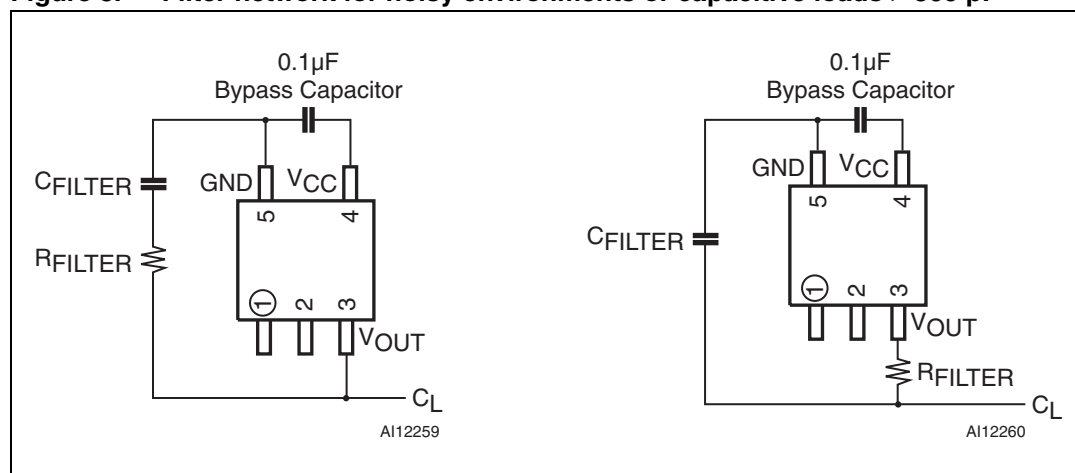 0.1µF
Bypass Capacitor
CFILTER
GND
VCC
5
4
RFILTER
1
2
3
VOUT
CL
AI12259
0.1µF
Bypass Capacitor
GND
VCC
5
4
CFILTER
1
2
3
VOUT
RFILTER
CL
AI12260